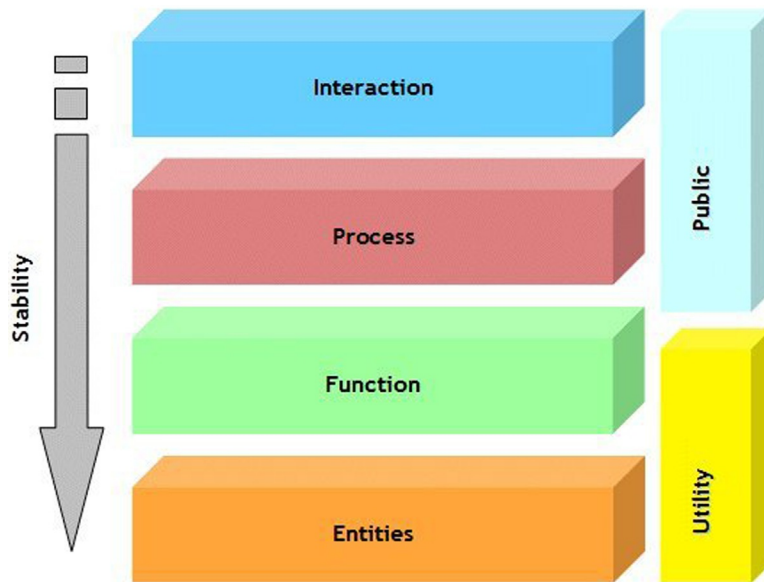 Interaction
Process
Function
Entities
Stability
Public
Utility